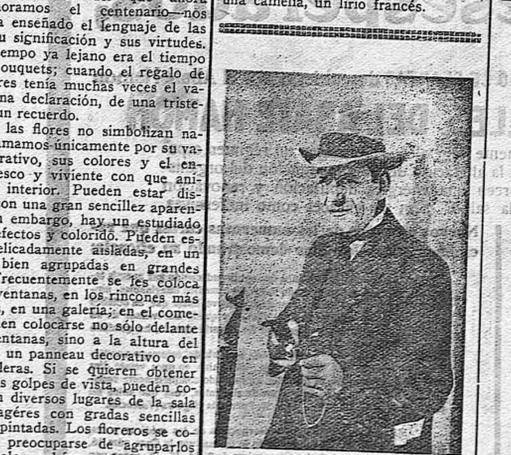 oramos el centenario—nos
a enseñado el lenguaje de las
u significación y sus virtudes.
empo ya lejano era el tiempo
ouquets; cuando el regalo de
res tenía muchas veces el va-
na declaración, de una triste-
un recuerdo.
las flores no simbolizan na-
amamos únicamente por su va-
rativo, sus colores y el en-
esco y viviente con que ani-
interior. Pueden estar dis-
on una gran sencillez aparen-
n embargo, hay un estudiado
efectos y colorido. Pueden es-
elicadamente aisladas, en un
bien agrupadas en grandes
recuentemente se les coloca
ventanas, en los rincones más
s, en una galería; en el come-
en colocarse no sólo delante
entanas, sino a la altura del
un panneau decorativo o en
leras. Si se quieren obtener
s golpes de vista, pueden co-
n diversos lugares de la sala
agéres con gradas sencillas
pintadas. Los floreros se co-
preocuparse de agruparlos
una camelia, un lirio francés.